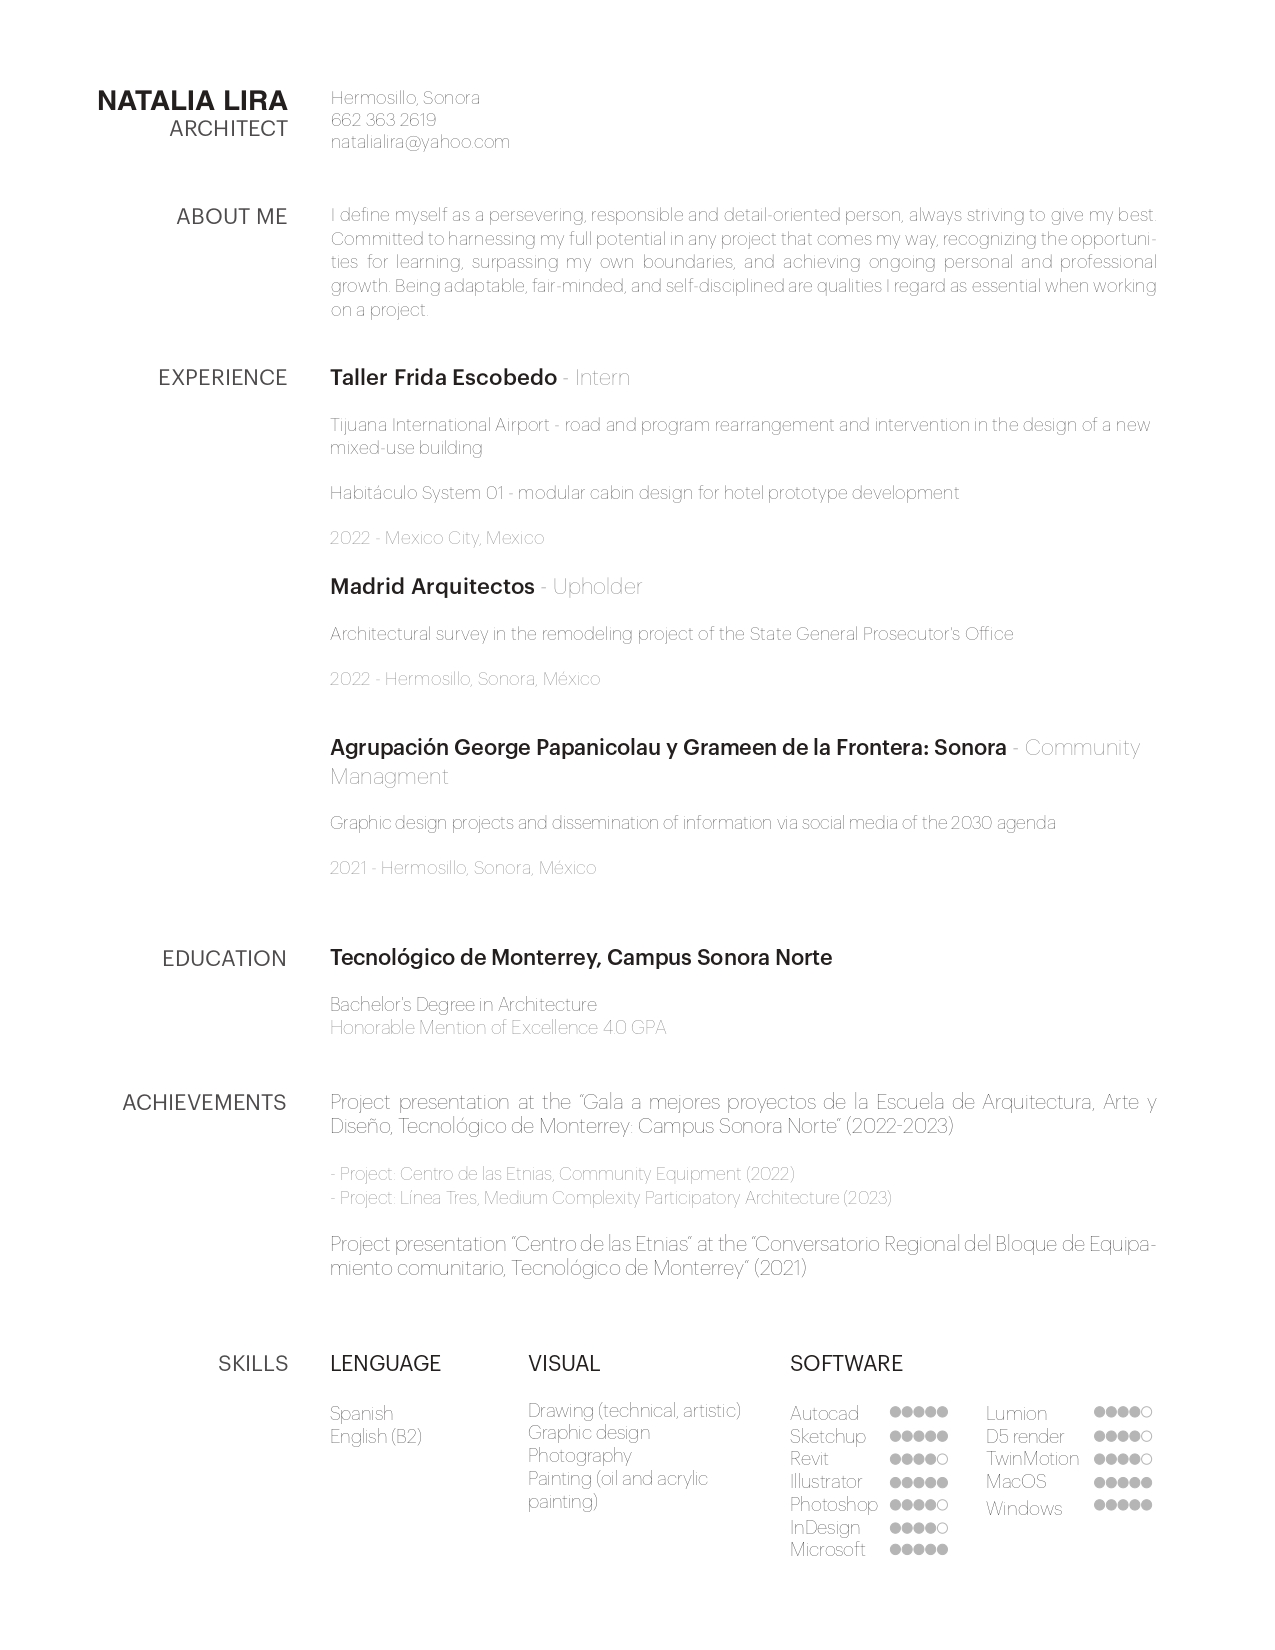 NATALIA LIRA
ARCHITECT
Hermosillo, Sonora
662 363 2619
natalialira@yahoo.com
ABOUT ME
I define myself as a persevering, responsible and detail-oriented person, always striving to give my best.
Committed to harnessing my full potential in any project that comes my way, recognizing the opportuni-
ties for learning, surpassing my own boundaries, and achieving ongoing personal and professional
growth. Being adaptable, fair-minded, and self-disciplined are qualities I regard as essential when working
on a project.
EXPERIENCE
Taller Frida Escobedo - Intern
Tijuana International Airport - road and program rearrangement and intervention in the design of a new
mixed-use building
Habitáculo System 01 - modular cabin design for hotel prototype development
2022 - Mexico City, Mexico
Madrid Arquitectos - Upholder
Architectural survey in the remodeling project of the State General Prosecutor's Office
2022 - Hermosillo, Sonora, México
Agrupación George Papanicolau y Grameen de la Frontera: Sonora - Community
Managment
Graphic design projects and dissemination of information via social media of the 2030 agenda
2021 - Hermosillo, Sonora, México
EDUCATION
Tecnológico de Monterrey, Campus Sonora Norte
Bachelor's Degree in Architecture
Honorable Mention of Excellence 4.0 GPA
ACHIEVEMENTS
Project presentation at the "Gala a mejores proyectos de la Escuela de Arquitectura, Arte y
Diseño, Tecnológico de Monterrey: Campus Sonora Norte" (2022-2023)
- Project: Centro de las Etnias, Community Equipment (2022)
- Project: Línea Tres, Medium Complexity Participatory Architecture (2023)
Project presentation "Centro de las Etnias" at the "Conversatorio Regional del Bloque de Equipa-
miento comunitario, Tecnológico de Monterrey" (2021)
SKILLS
LENGUAGE
Spanish
English (B2)
VISUAL
Drawing (technical, artistic)
Graphic design
Photography
Painting (oil and acrylic
painting)
SOFTWARE
Autocad
Sketchup
Revit
Illustrator
Photoshop
InDesign
Microsoft
Lumion
D5 render
TwinMotion
MacOS
Windows